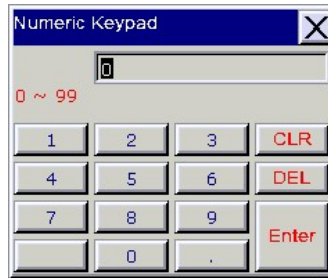 Numeric Keypad X
0
0 ~ 99
1 2 3 CLR
4 5 6 DEL
7 8 9
Enter
0 .